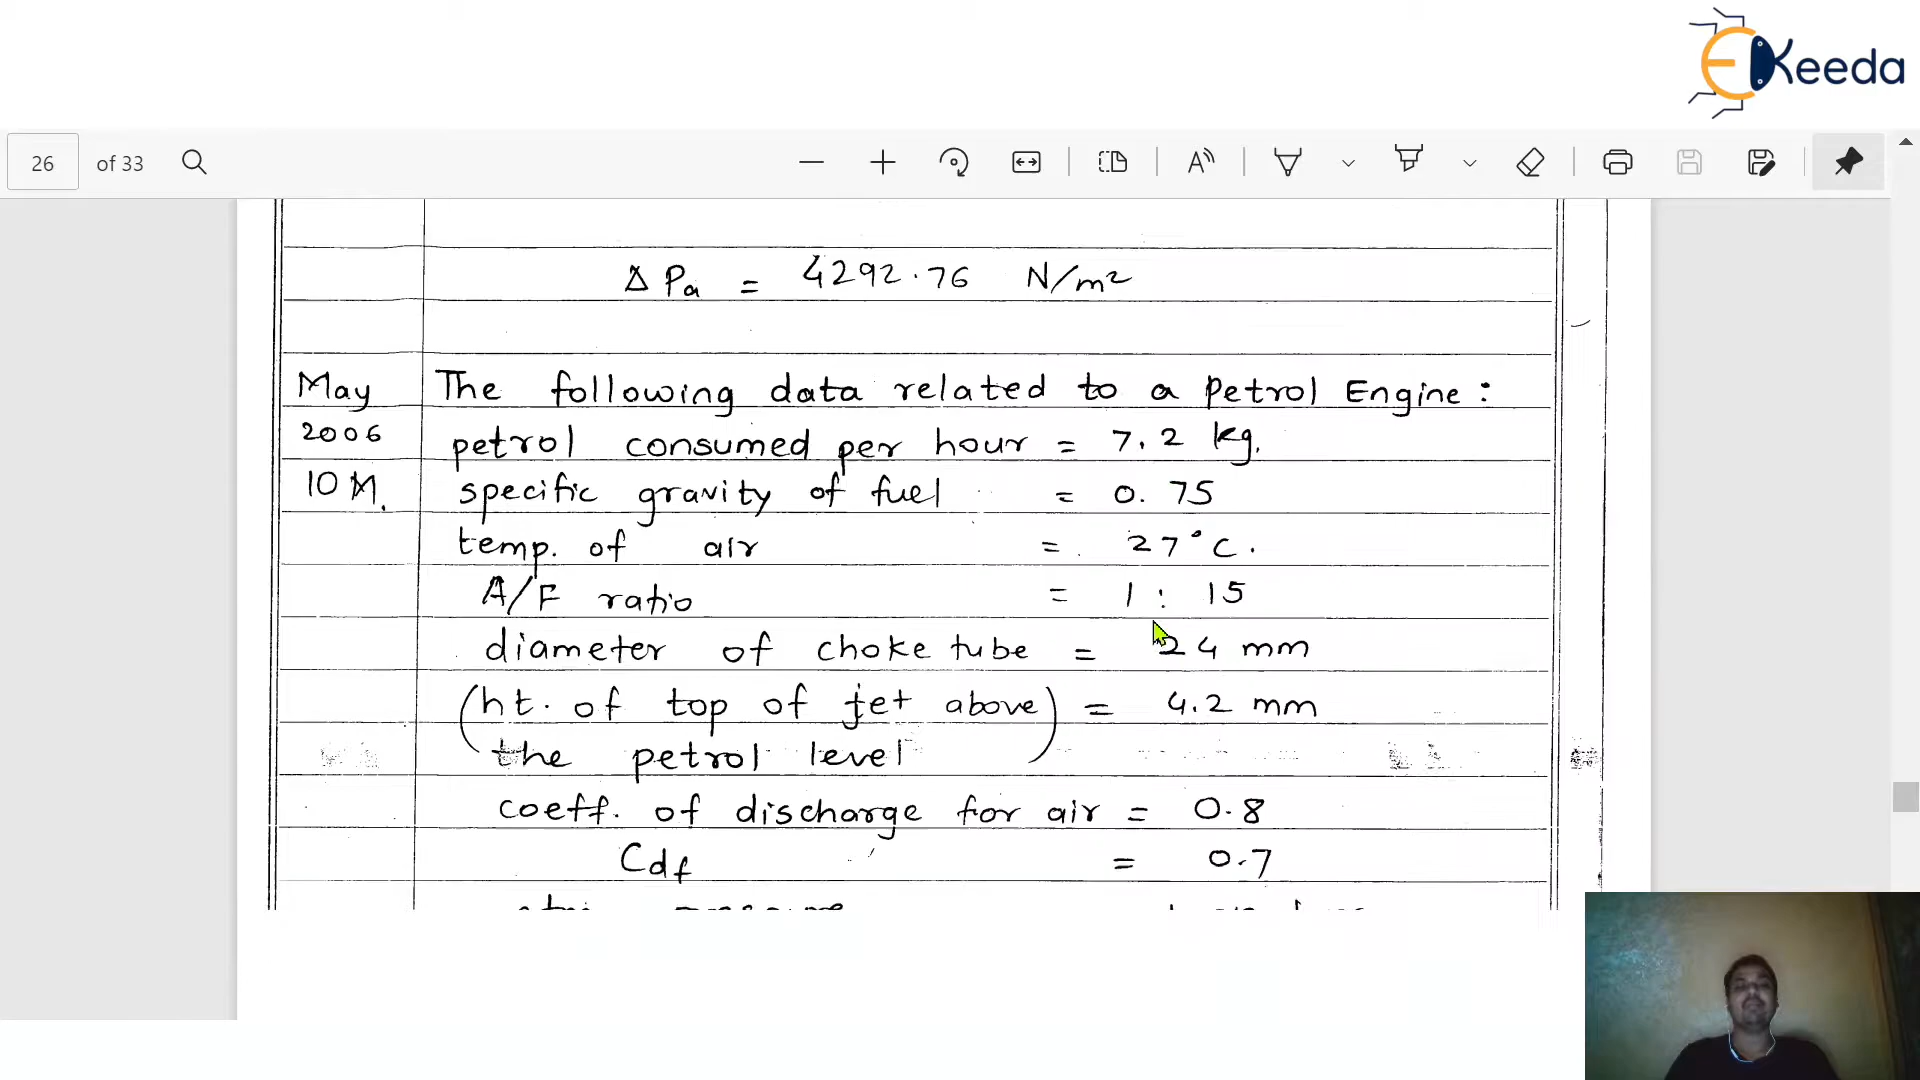 EKeeda
26 of 33
Δ Pa = 4292.76 N/m²
May The following data related to a Petrol Engine :
2006 petrol consumed per hour = 7.2 kg.
10 M. specific gravity of fuel = 0.75
temp. of air = 27°C.
A/F ratio = 1 : 15
diameter of choke tube = 24 mm
(ht. of top of jet above) = 4.2 mm
the petrol level
coeff. of discharge for air = 0.8
Cdf = 0.7